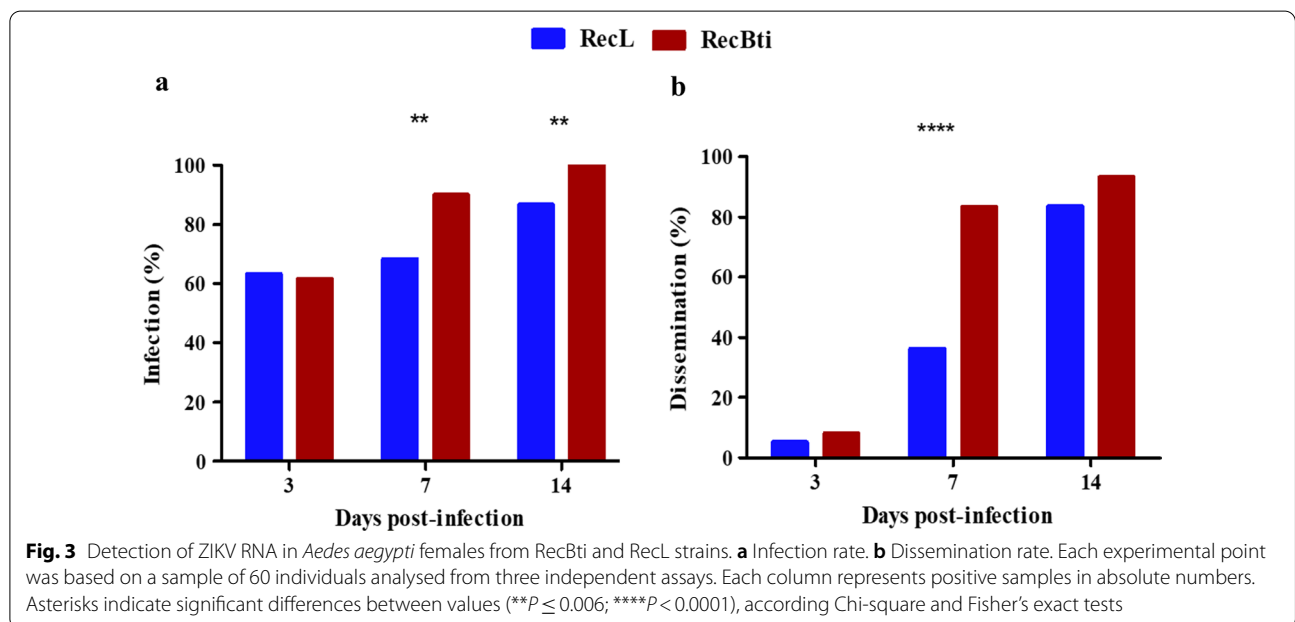 RecL RecBti
a
** **
Infection (%)
100
80
60
40
20
0
3 7 14
Days post-infection
b
****
Dissemination (%)
100
80
60
40
20
0
3 7 14
Days post-infection
Fig. 3 Detection of ZIKV RNA in Aedes aegypti females from RecBti and RecL strains. a Infection rate. b Dissemination rate. Each experimental point
was based on a sample of 60 individuals analysed from three independent assays. Each column represents positive samples in absolute numbers.
Asterisks indicate significant differences between values (**P ≤ 0.006; ****P < 0.0001), according Chi-square and Fisher's exact tests